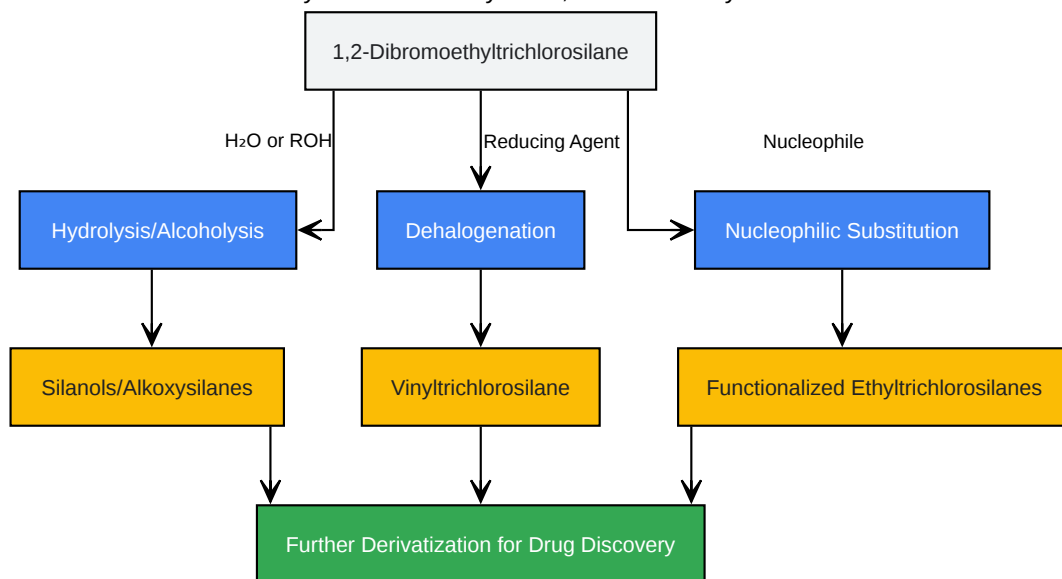 1,2-Dibromoethyltrichlorosilane
H₂O or ROH
Reducing Agent
Nucleophile
Hydrolysis/Alcoholysis
Dehalogenation
Nucleophilic Substitution
Silanols/Alkoxysilanes
Vinyltrichlorosilane
Functionalized Ethyltrichlorosilanes
Further Derivatization for Drug Discovery